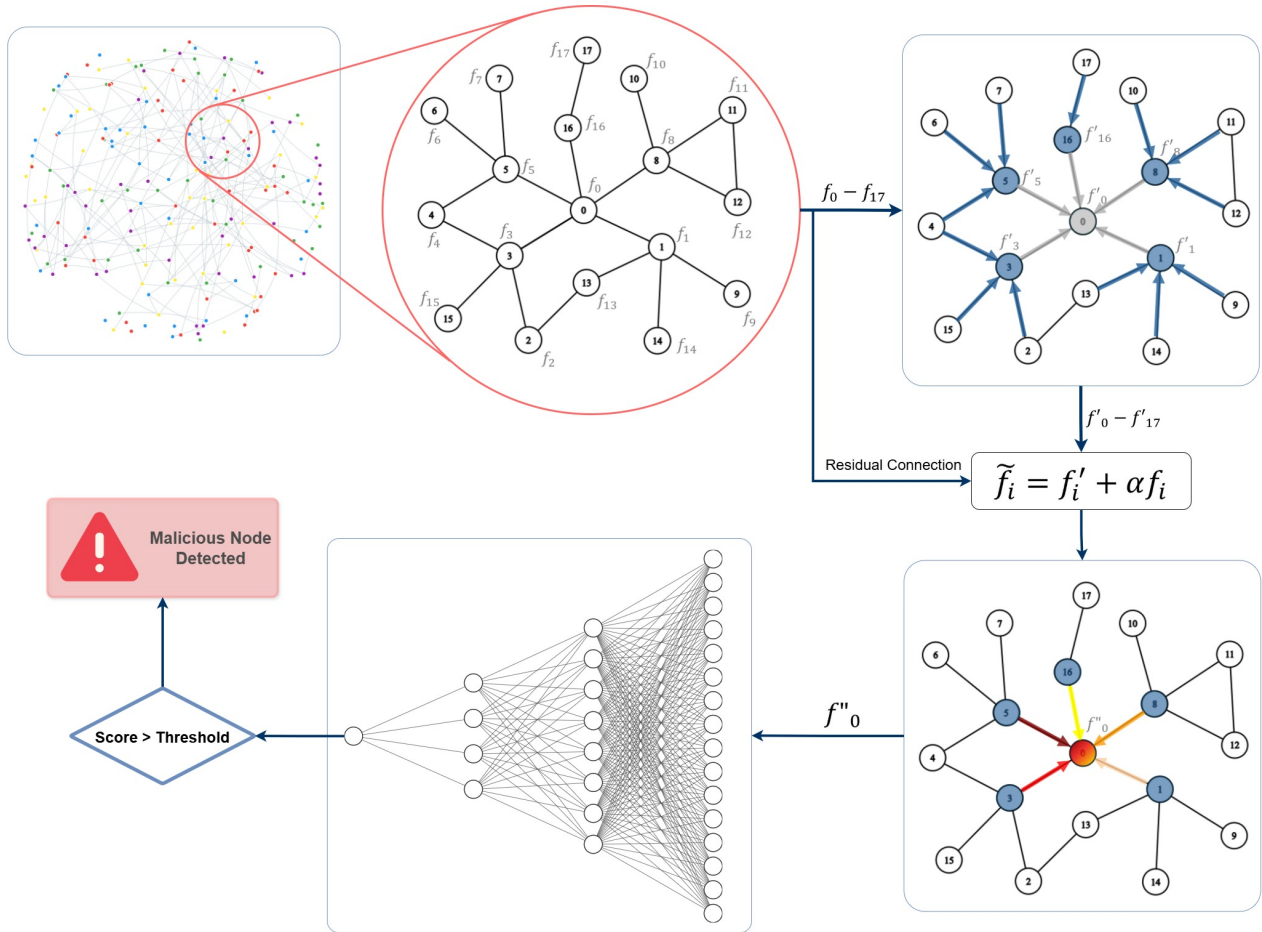 f₁₇
17
f₇
7
f₁₀
10
f₁₁
11
6
f₆
16
f₁₆
f₈
8
5
f₅
f₀
0
12
f₁₂
4
f₄
f₃
3
f₁
1
13
f₁₃
9
f₉
f₁₅
15
2
f₂
14
f₁₄
f₀ − f₁₇
17
7
10
6
11
16
f'₁₆
f'₈
8
5
f'₅
f'₀
0
12
4
f'₃
3
f'₁
1
13
9
15
2
14
f'₀ − f'₁₇
Residual Connection
f̃ᵢ = fᵢ′ + αfᵢ
Malicious Node
Detected
Score > Threshold
f"₀
17
7
10
6
11
16
8
5
f"₀
0
12
4
3
1
13
9
15
2
14